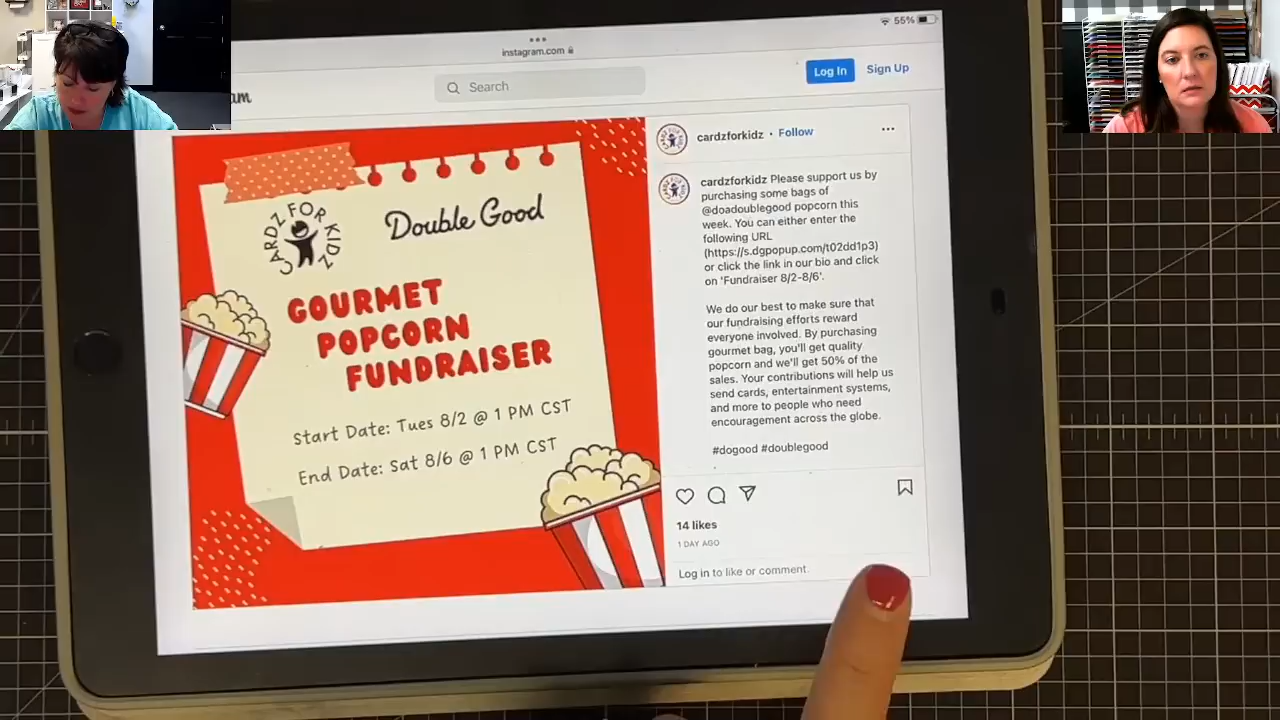 55%
instagram.com
Search
Log In
Sign Up
am
CARDZ FOR KIDZ
Double Good
GOURMET
POPCORN
FUNDRAISER
Start Date: Tues 8/2 @ 1 PM CST
End Date: Sat 8/6 @ 1 PM CST
cardzforkidz • Follow
cardzforkidz Please support us by
purchasing some bags of
@doadoublegood popcorn this
week. You can either enter the
following URL
(https://s.dgpopup.com/t02dd1p3)
or click the link in our bio and click
on 'Fundraiser 8/2-8/6'.
We do our best to make sure that
our fundraising efforts reward
everyone involved. By purchasing
gourmet bag, you'll get quality
popcorn and we'll get 50% of the
sales. Your contributions will help us
send cards, entertainment systems,
and more to people who need
encouragement across the globe.
#dogood #doublegood
14 likes
1 DAY AGO
Log in to like or comment.